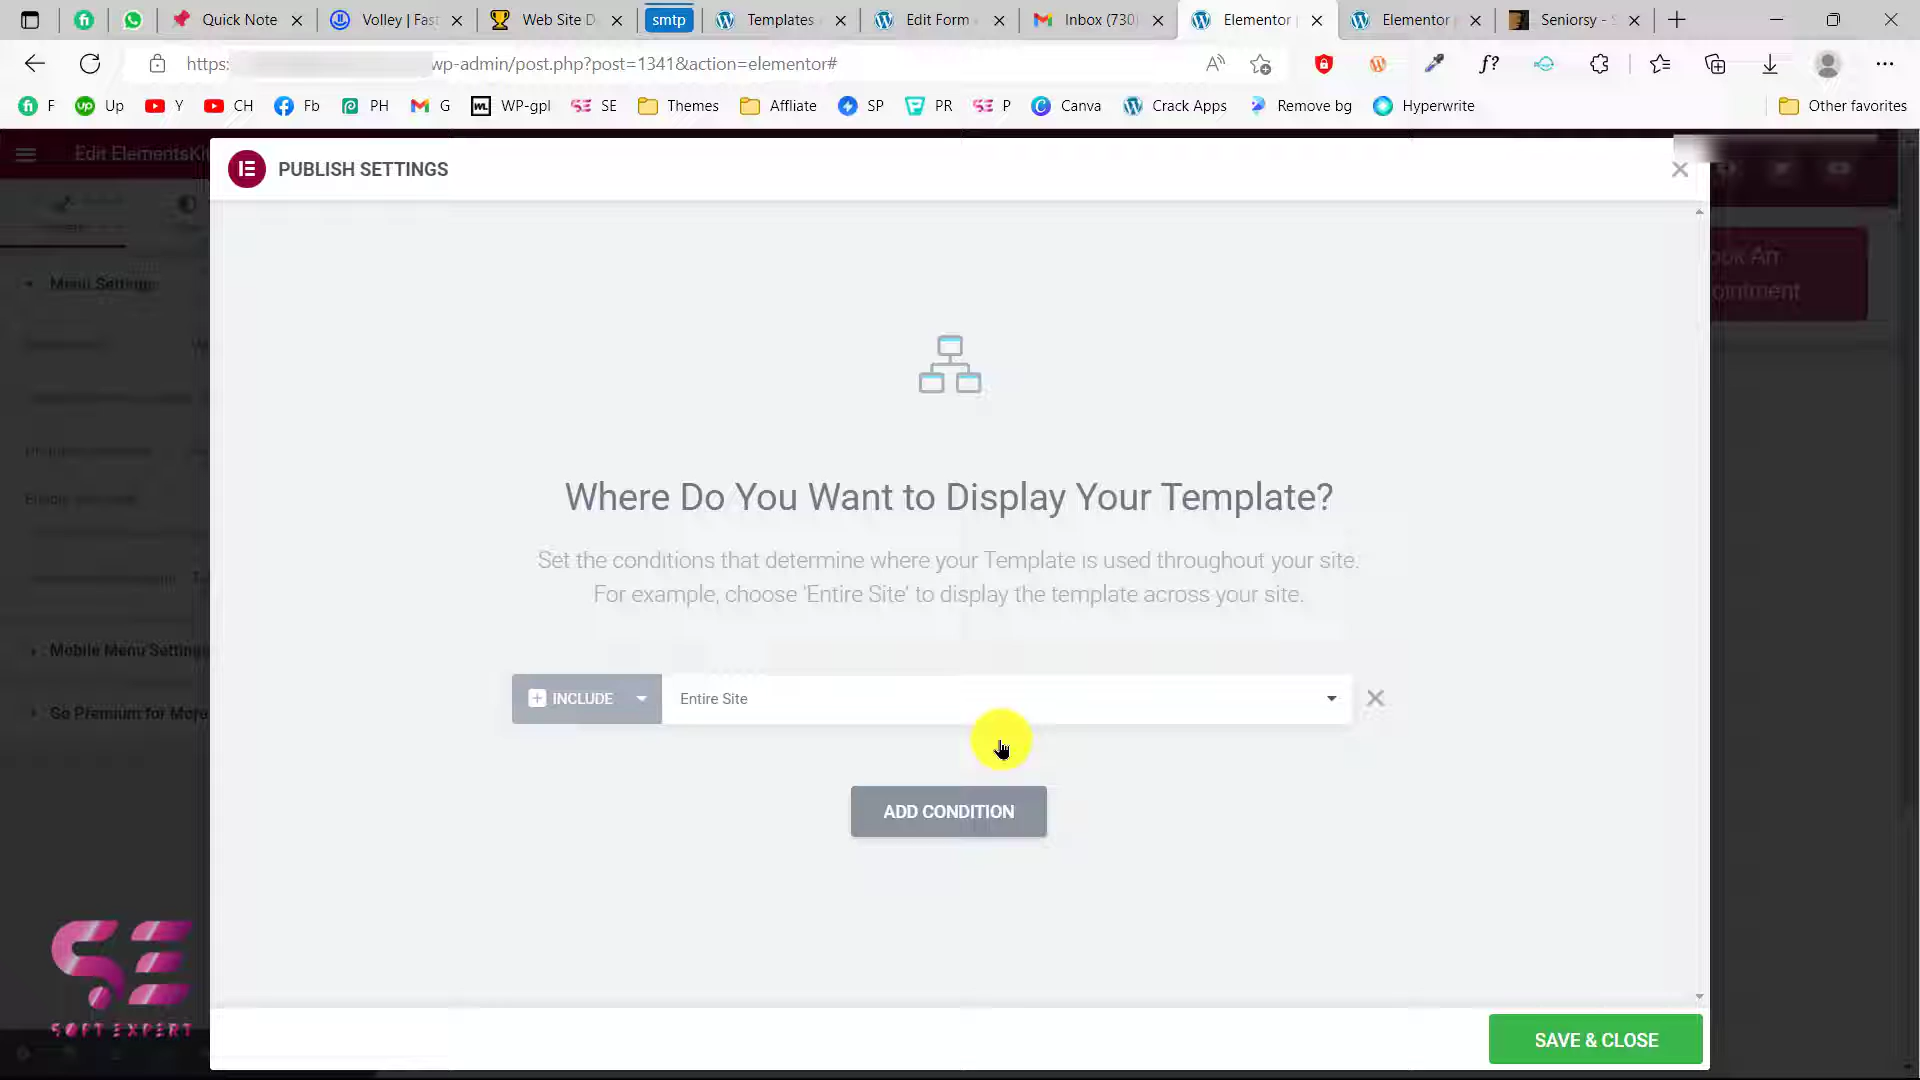 Quick Note
Volley | Fast
Web Site D
smtp
Templates
Edit Form
Inbox (730
Elementor
Elementor
Seniorsy - S
https:
wp-admin/post.php?post=1341&action=elementor#
F
Up
Y
CH
Fb
PH
G
WP-gpl
SE
Themes
Affliate
SP
PR
P
Canva
Crack Apps
Remove bg
Hyperwrite
Other favorites
Edit ElementsKit
PUBLISH SETTINGS
Menu Settings
Where Do You Want to Display Your Template?
Set the conditions that determine where your Template is used throughout your site.
For example, choose 'Entire Site' to display the template across your site.
Mobile Menu Settings
INCLUDE
Entire Site
Go Premium for More
ADD CONDITION
SE
SOFT EXPERT
SAVE & CLOSE